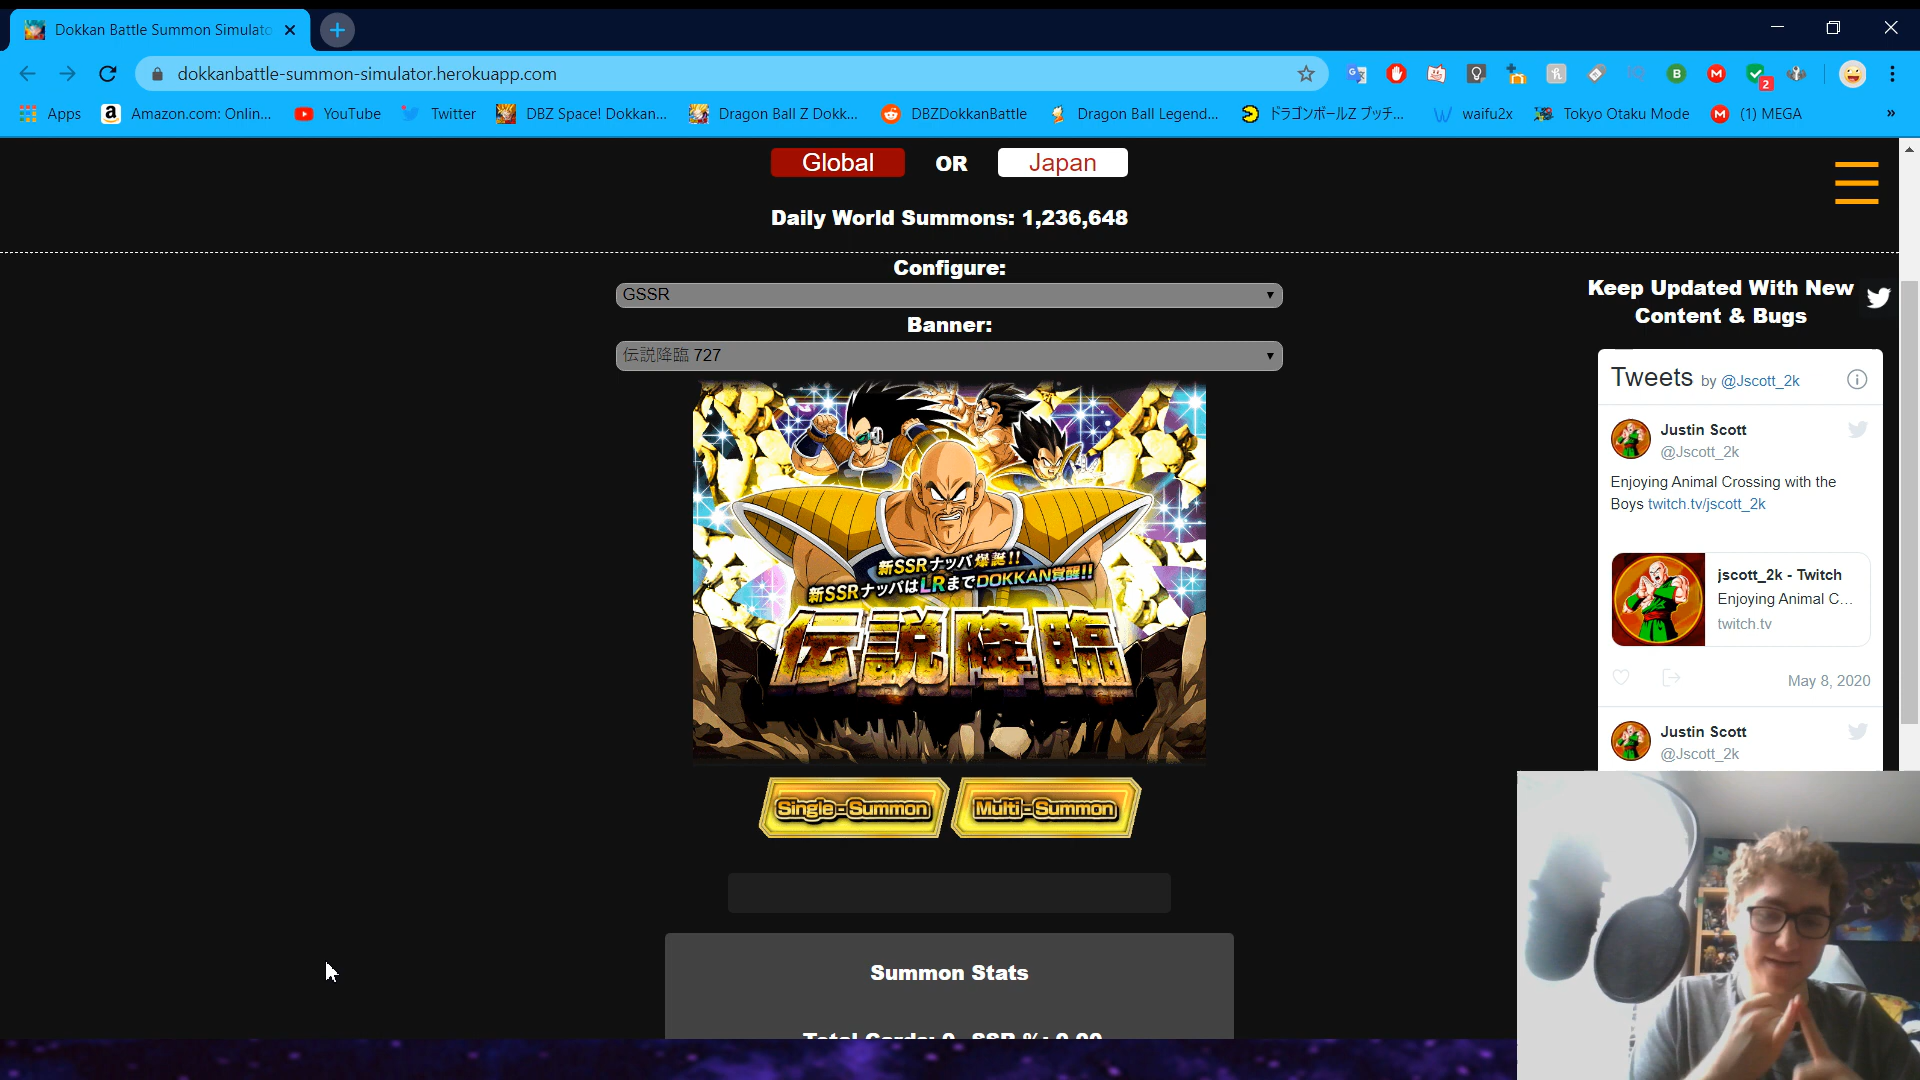 Dokkan Battle Summon Simulato
dokkanbattle-summon-simulator.herokuapp.com
Apps
Amazon.com: Onlin...
YouTube
Twitter
DBZ Space! Dokkan...
Dragon Ball Z Dokk...
DBZDokkanBattle
Dragon Ball Legend...
ドラゴンボールZ ブッチ...
waifu2x
Tokyo Otaku Mode
(1) MEGA
»
Global OR Japan
Daily World Summons: 1,236,648
Configure:
GSSR
Banner:
伝説降臨 727
新SSRナッパ爆誕!!
新SSRナッパはLRまでDOKKAN覚醒!!
伝説降臨
Single-Summon
Multi-Summon
Summon Stats
Total Cards: 0 SSR %: 0.00
Keep Updated With New
Content & Bugs
Tweets by @Jscott_2k
Justin Scott
@Jscott_2k
Enjoying Animal Crossing with the
Boys twitch.tv/jscott_2k
jscott_2k - Twitch
Enjoying Animal C...
twitch.tv
May 8, 2020
Justin Scott
@Jscott_2k